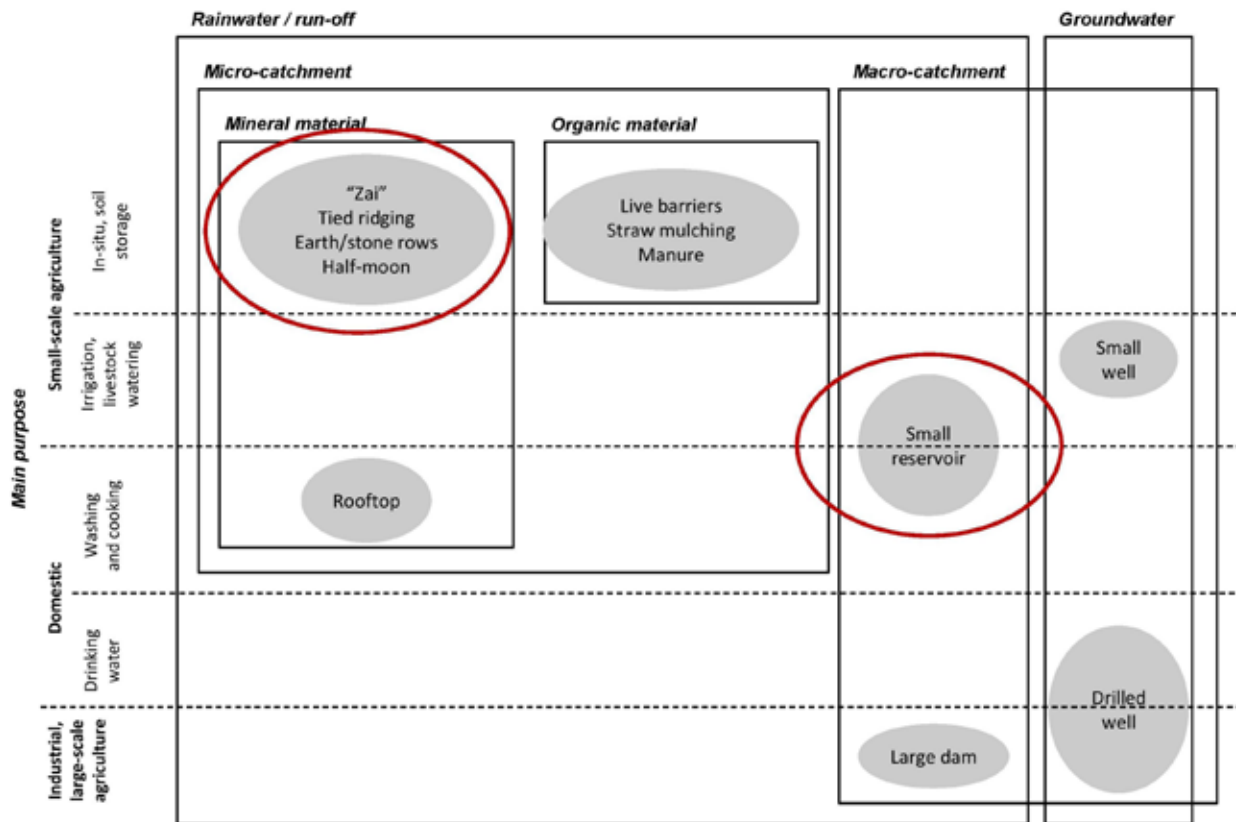 Rainwater / run-off
Groundwater
Micro-catchment
Macro-catchment
Mineral material
Organic material
Main purpose
Small-scale agriculture
In-situ, soil
storage
"Zai"
Tied ridging
Earth/stone rows
Half-moon
Live barriers
Straw mulching
Manure
Irrigation,
livestock
watering
Small
well
Small
reservoir
Domestic
Washing
and cooking
Rooftop
Drinking
water
Drilled
well
Industrial,
large-scale
agriculture
Large dam